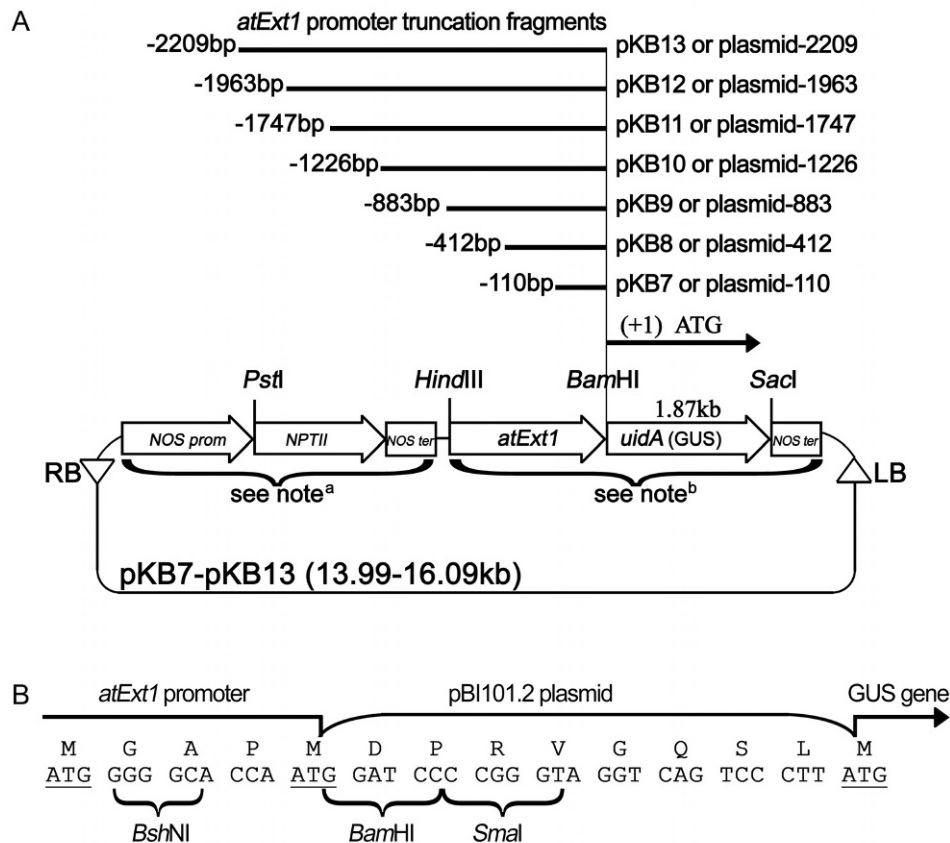 A
atExt1 promoter truncation fragments
-2209bp pKB13 or plasmid-2209
-1963bp pKB12 or plasmid-1963
-1747bp pKB11 or plasmid-1747
-1226bp pKB10 or plasmid-1226
-883bp pKB9 or plasmid-883
-412bp pKB8 or plasmid-412
-110bp pKB7 or plasmid-110
(+1) ATG
PstI HindIII BamHI SacI
1.87kb
NOS prom NPTII NOS ter atExt1 uidA (GUS) NOS ter
RB LB
see noteᵃ see noteᵇ
pKB7-pKB13 (13.99-16.09kb)
B
atExt1 promoter pBI101.2 plasmid GUS gene
M G A P M D P R V G Q S L M
ATG GGG GCA CCA ATG GAT CCC CGG GTA GGT CAG TCC CTT ATG
BshNI BamHI SmaI